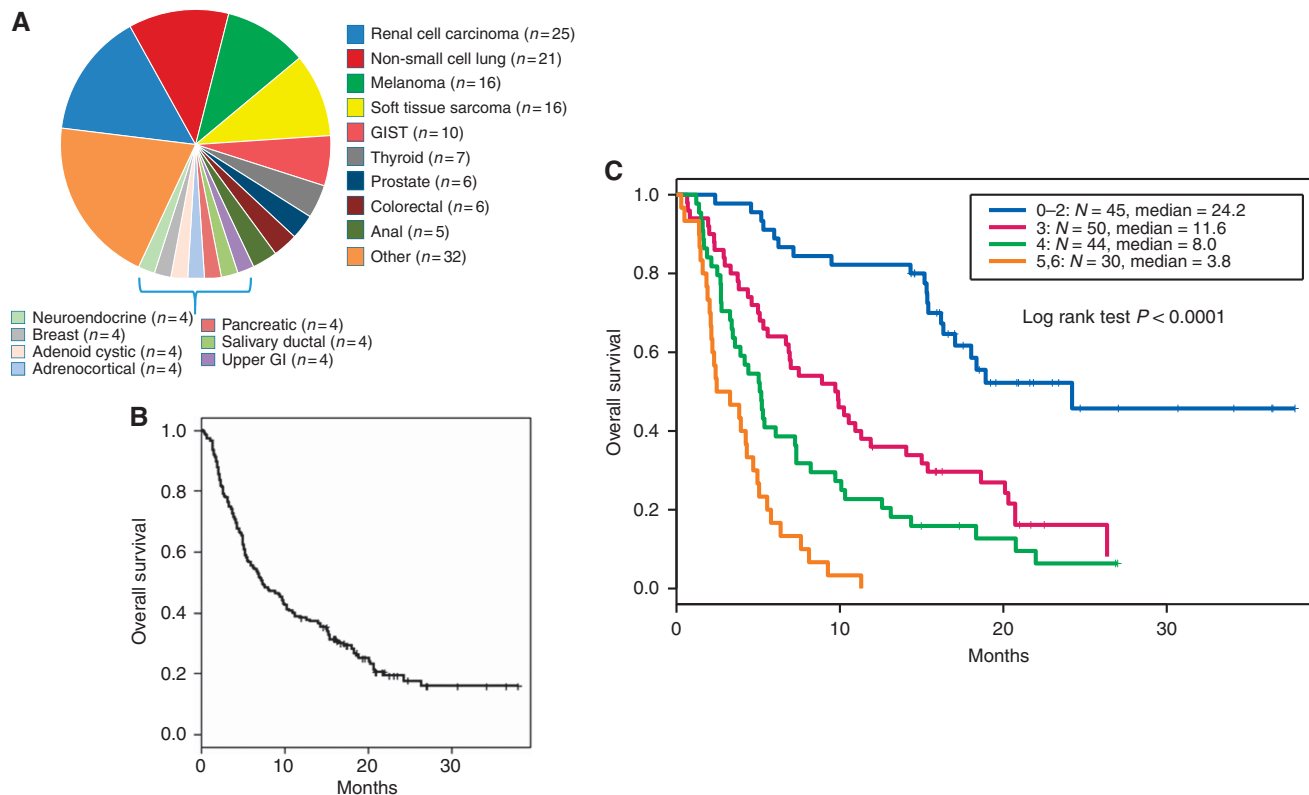 A
Renal cell carcinoma (n=25)
Non-small cell lung (n=21)
Melanoma (n=16)
Soft tissue sarcoma (n=16)
GIST (n=10)
Thyroid (n=7)
Prostate (n=6)
Colorectal (n=6)
Anal (n=5)
Other (n=32)
Neuroendocrine (n=4)
Breast (n=4)
Adenoid cystic (n=4)
Adrenocortical (n=4)
Pancreatic (n=4)
Salivary ductal (n=4)
Upper GI (n=4)
B
1.0
0.8
0.6
0.4
0.2
0.0
Overall survival
0 10 20 30
Months
C
1.0
0.8
0.6
0.4
0.2
0.0
Overall survival
0–2: N = 45, median = 24.2
3: N = 50, median = 11.6
4: N = 44, median = 8.0
5,6: N = 30, median = 3.8
Log rank test P < 0.0001
0 10 20 30
Months